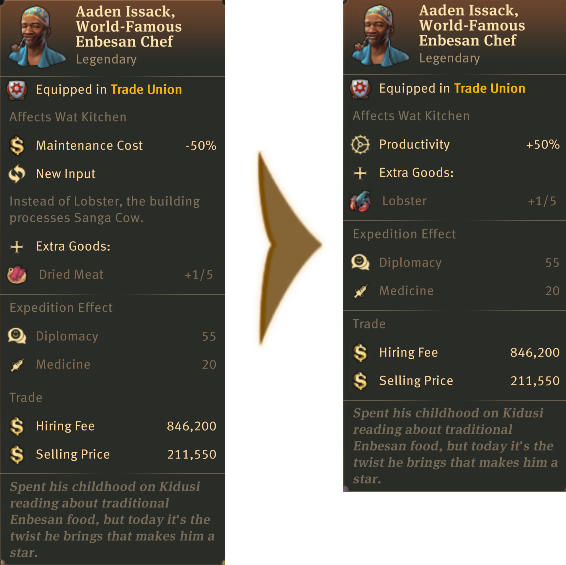 Aaden Issack,
World-Famous
Enbesan Chef
Legendary
Equipped in Trade Union
Affects Wat Kitchen
Maintenance Cost -50%
New Input
Instead of Lobster, the building
processes Sanga Cow.
Extra Goods:
Dried Meat +1/5
Expedition Effect
Diplomacy 55
Medicine 20
Trade
Hiring Fee 846,200
Selling Price 211,550
Spent his childhood on Kidusi
reading about traditional
Enbesan food, but today it's the
twist he brings that makes him a
star.
Aaden Issack,
World-Famous
Enbesan Chef
Legendary
Equipped in Trade Union
Affects Wat Kitchen
Productivity +50%
Extra Goods:
Lobster +1/5
Expedition Effect
Diplomacy 55
Medicine 20
Trade
Hiring Fee 846,200
Selling Price 211,550
Spent his childhood on Kidusi
reading about traditional
Enbesan food, but today it's the
twist he brings that makes him a
star.